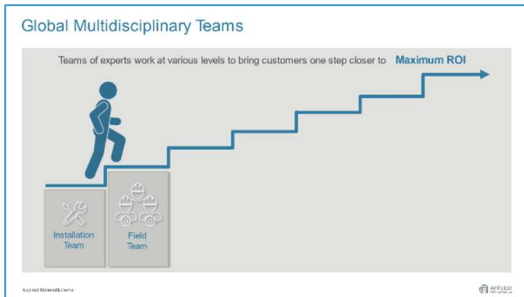 Global Multidisciplinary Teams
Teams of experts work at various levels to bring customers one step closer to Maximum ROI
Installation
Team
Field
Team
APPLIED